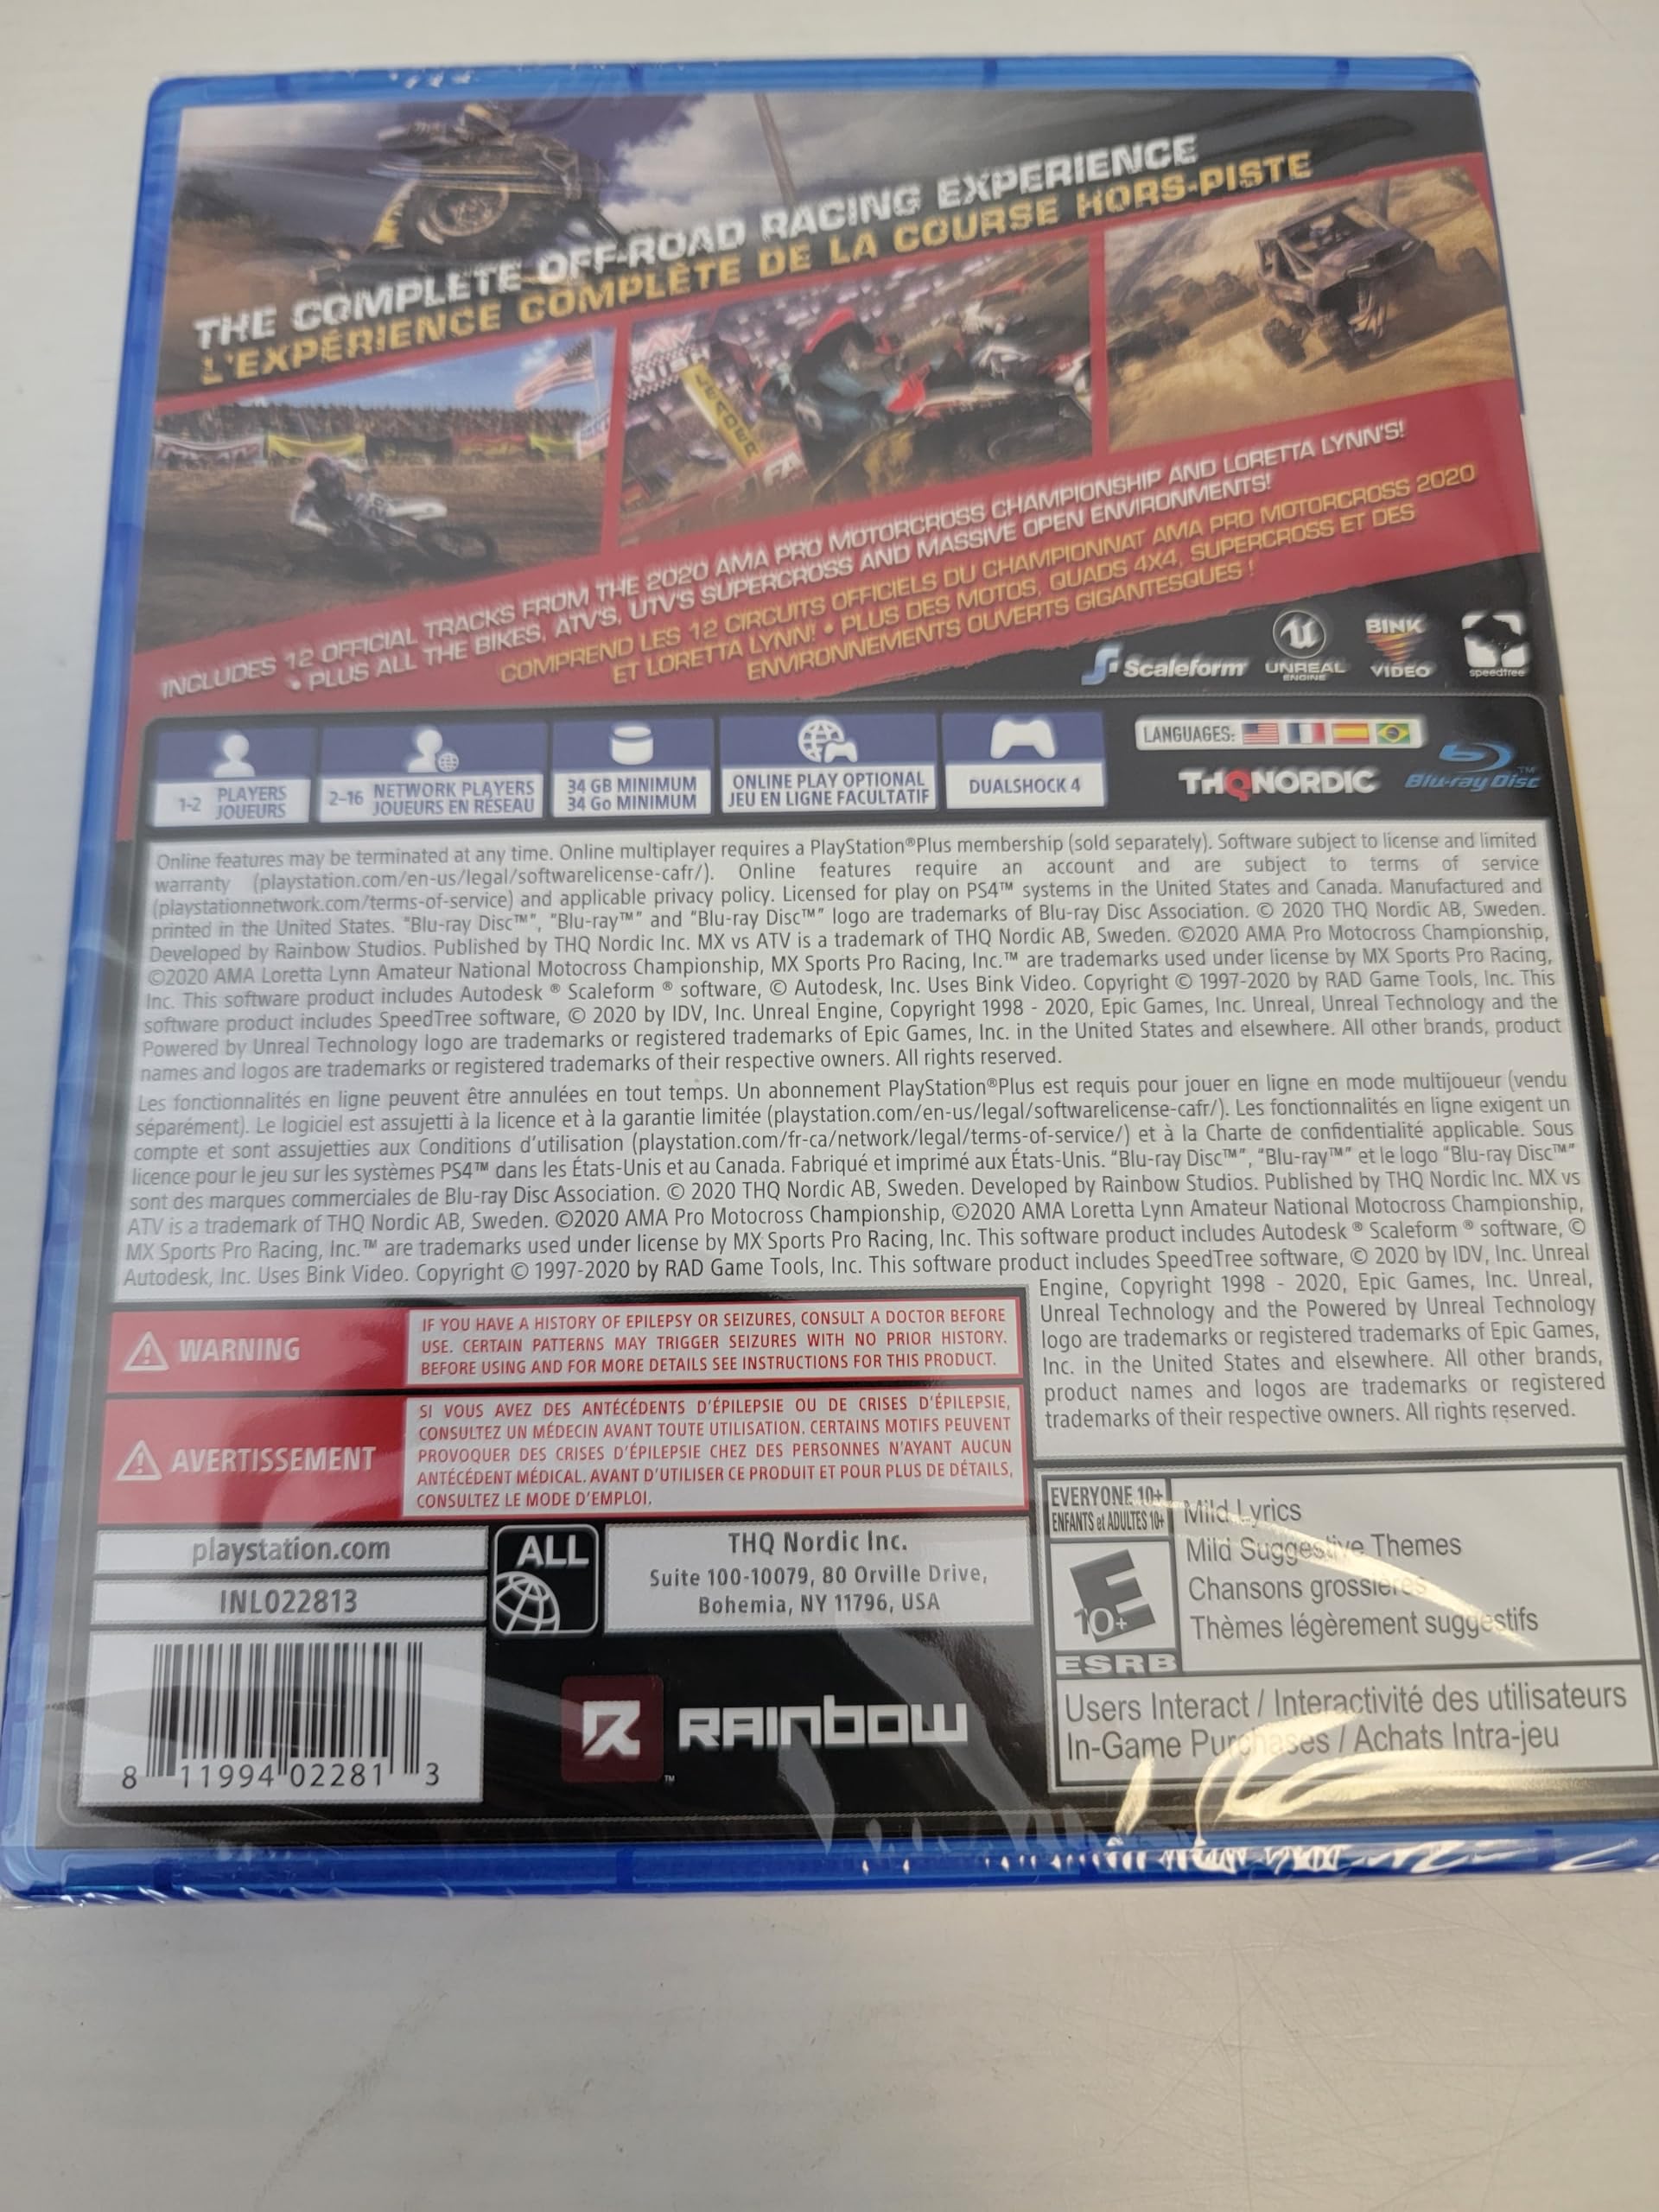 THE COMPLETE OFF-ROAD RACING EXPERIENCE
L'EXPÉRIENCE COMPLÈTE DE LA COURSE HORS-PISTE
INCLUDES 12 OFFICIAL TRACKS FROM THE 2020 AMA PRO MOTORCROSS CHAMPIONSHIP AND LORETTA LYNN'S!
• PLUS ALL THE BIKES, ATV'S, UTV'S SUPERCROSS AND MASSIVE OPEN ENVIRONMENTS!
COMPREND LES 12 CIRCUITS OFFICIELS DU CHAMPIONNAT AMA PRO MOTORCROSS 2020
ET LORETTA LYNN! • PLUS DES MOTOS, QUADS 4X4, SUPERCROSS ET DES
ENVIRONNEMENTS OUVERTS GIGANTESQUES !
Scaleform
UNREAL
ENGINE
BINK
VIDEO
speedtree
1-2 PLAYERS
JOUEURS
2-16 NETWORK PLAYERS
JOUEURS EN RÉSEAU
34 GB MINIMUM
34 Go MINIMUM
ONLINE PLAY OPTIONAL
JEU EN LIGNE FACULTATIF
DUALSHOCK 4
LANGUAGES:
THQNORDIC
Blu-ray Disc™
Online features may be terminated at any time. Online multiplayer requires a PlayStation®Plus membership (sold separately). Software subject to license and limited
warranty (playstation.com/en-us/legal/softwarelicense-cafr/). Online features require an account and are subject to terms of service
(playstationnetwork.com/terms-of-service) and applicable privacy policy. Licensed for play on PS4™ systems in the United States and Canada. Manufactured and
printed in the United States. "Blu-ray Disc™", "Blu-ray™" and "Blu-ray Disc™" logo are trademarks of Blu-ray Disc Association. © 2020 THQ Nordic AB, Sweden.
Developed by Rainbow Studios. Published by THQ Nordic Inc. MX vs ATV is a trademark of THQ Nordic AB, Sweden. ©2020 AMA Pro Motocross Championship,
©2020 AMA Loretta Lynn Amateur National Motocross Championship, MX Sports Pro Racing, Inc.™ are trademarks used under license by MX Sports Pro Racing,
Inc. This software product includes Autodesk ® Scaleform ® software, © Autodesk, Inc. Uses Bink Video. Copyright © 1997-2020 by RAD Game Tools, Inc. This
software product includes SpeedTree software, © 2020 by IDV, Inc. Unreal Engine, Copyright 1998 - 2020, Epic Games, Inc. Unreal, Unreal Technology and the
Powered by Unreal Technology logo are trademarks or registered trademarks of Epic Games, Inc. in the United States and elsewhere. All other brands, product
names and logos are trademarks or registered trademarks of their respective owners. All rights reserved.
Les fonctionnalités en ligne peuvent être annulées en tout temps. Un abonnement PlayStation®Plus est requis pour jouer en ligne en mode multijoueur (vendu
séparément). Le logiciel est assujetti à la licence et à la garantie limitée (playstation.com/en-us/legal/softwarelicense-cafr/). Les fonctionnalités en ligne exigent un
compte et sont assujetties aux Conditions d'utilisation (playstation.com/fr-ca/network/legal/terms-of-service/) et à la Charte de confidentialité applicable. Sous
licence pour le jeu sur les systèmes PS4™ dans les États-Unis et au Canada. Fabriqué et imprimé aux États-Unis. "Blu-ray Disc™", "Blu-ray™" et le logo "Blu-ray Disc™"
sont des marques commerciales de Blu-ray Disc Association. © 2020 THQ Nordic AB, Sweden. Developed by Rainbow Studios. Published by THQ Nordic Inc. MX vs
ATV is a trademark of THQ Nordic AB, Sweden. ©2020 AMA Pro Motocross Championship, ©2020 AMA Loretta Lynn Amateur National Motocross Championship,
MX Sports Pro Racing, Inc.™ are trademarks used under license by MX Sports Pro Racing, Inc. This software product includes Autodesk ® Scaleform ® software, ©
Autodesk, Inc. Uses Bink Video. Copyright © 1997-2020 by RAD Game Tools, Inc. This software product includes SpeedTree software, © 2020 by IDV, Inc. Unreal
Engine, Copyright 1998 - 2020, Epic Games, Inc. Unreal,
Unreal Technology and the Powered by Unreal Technology
logo are trademarks or registered trademarks of Epic Games,
Inc. in the United States and elsewhere. All other brands,
product names and logos are trademarks or registered
trademarks of their respective owners. All rights reserved.
WARNING
IF YOU HAVE A HISTORY OF EPILEPSY OR SEIZURES, CONSULT A DOCTOR BEFORE
USE. CERTAIN PATTERNS MAY TRIGGER SEIZURES WITH NO PRIOR HISTORY.
BEFORE USING AND FOR MORE DETAILS SEE INSTRUCTIONS FOR THIS PRODUCT.
AVERTISSEMENT
SI VOUS AVEZ DES ANTÉCÉDENTS D'ÉPILEPSIE OU DE CRISES D'ÉPILEPSIE,
CONSULTEZ UN MÉDECIN AVANT TOUTE UTILISATION. CERTAINS MOTIFS PEUVENT
PROVOQUER DES CRISES D'ÉPILEPSIE CHEZ DES PERSONNES N'AYANT AUCUN
ANTÉCÉDENT MÉDICAL. AVANT D'UTILISER CE PRODUIT ET POUR PLUS DE DÉTAILS,
CONSULTEZ LE MODE D'EMPLOI.
playstation.com
INL022813
ALL
THQ Nordic Inc.
Suite 100-10079, 80 Orville Drive,
Bohemia, NY 11796, USA
8 11994 02281 3
RAINBOW
™
EVERYONE 10+
ENFANTS et ADULTES 10+
E
10+
ESRB
Mild Lyrics
Mild Suggestive Themes
Chansons grossières
Thèmes légèrement suggestifs
Users Interact / Interactivité des utilisateurs
In-Game Purchases / Achats Intra-jeu